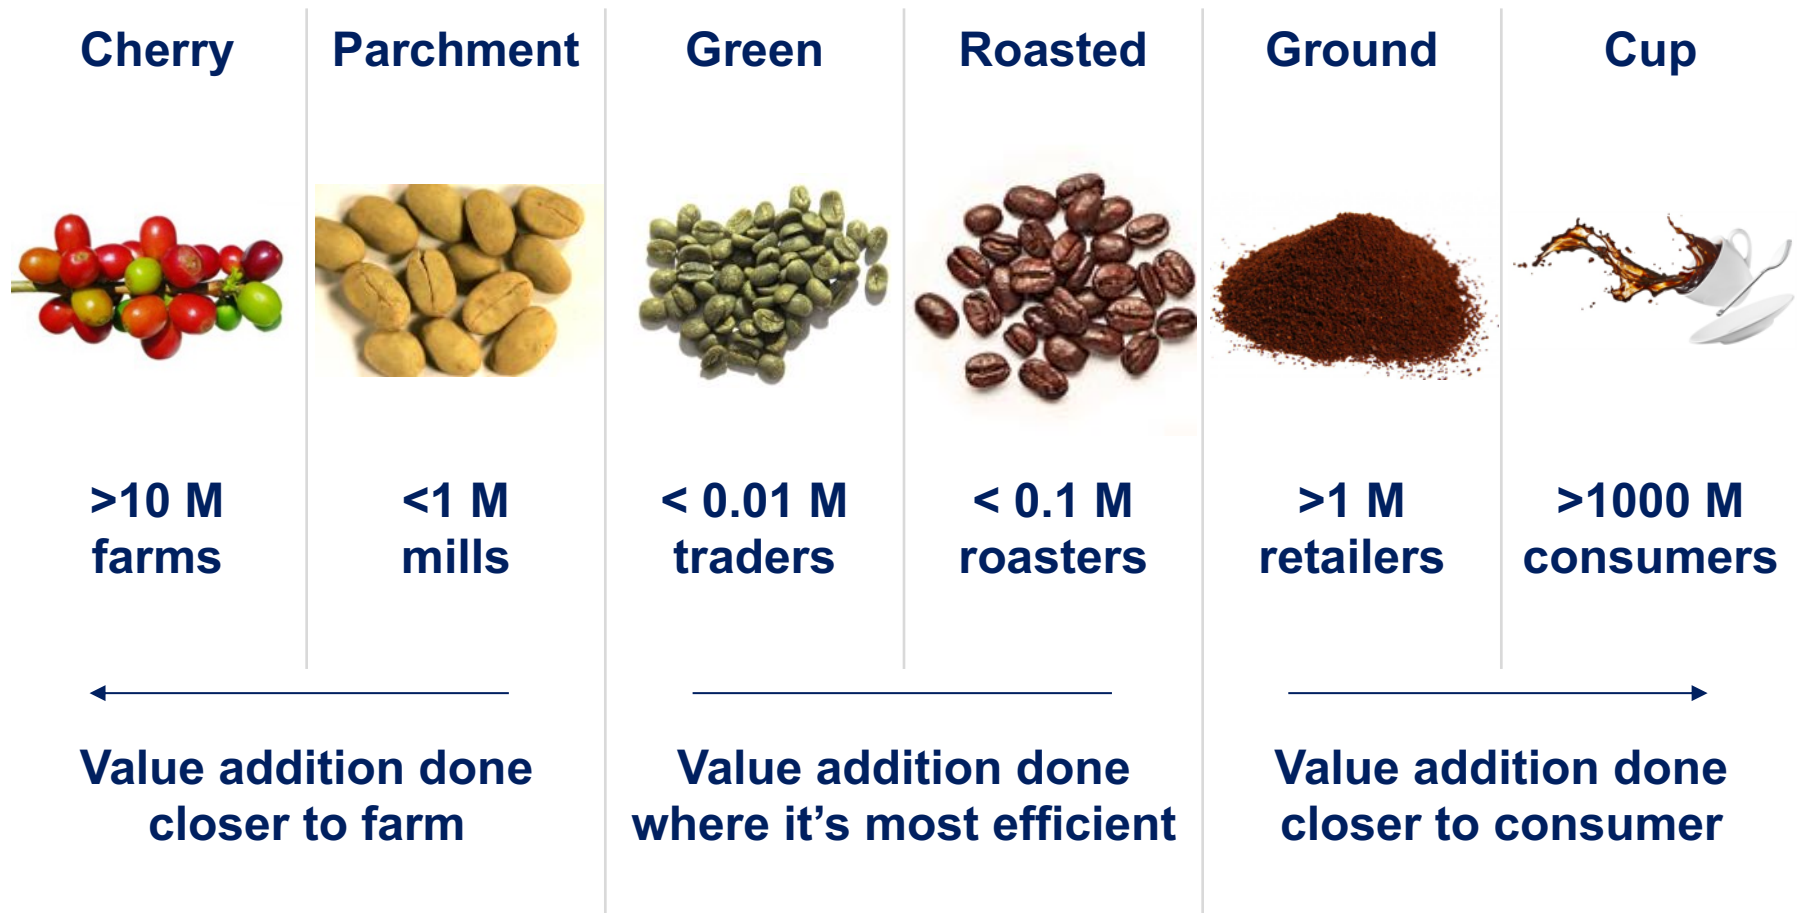 Cherry
Parchment
Green
Roasted
Ground
Cup
>10 M
farms
<1 M
mills
< 0.01 M
traders
< 0.1 M
roasters
>1 M
retailers
>1000 M
consumers
Value addition done
closer to farm
Value addition done
where it’s most efficient
Value addition done
closer to consumer